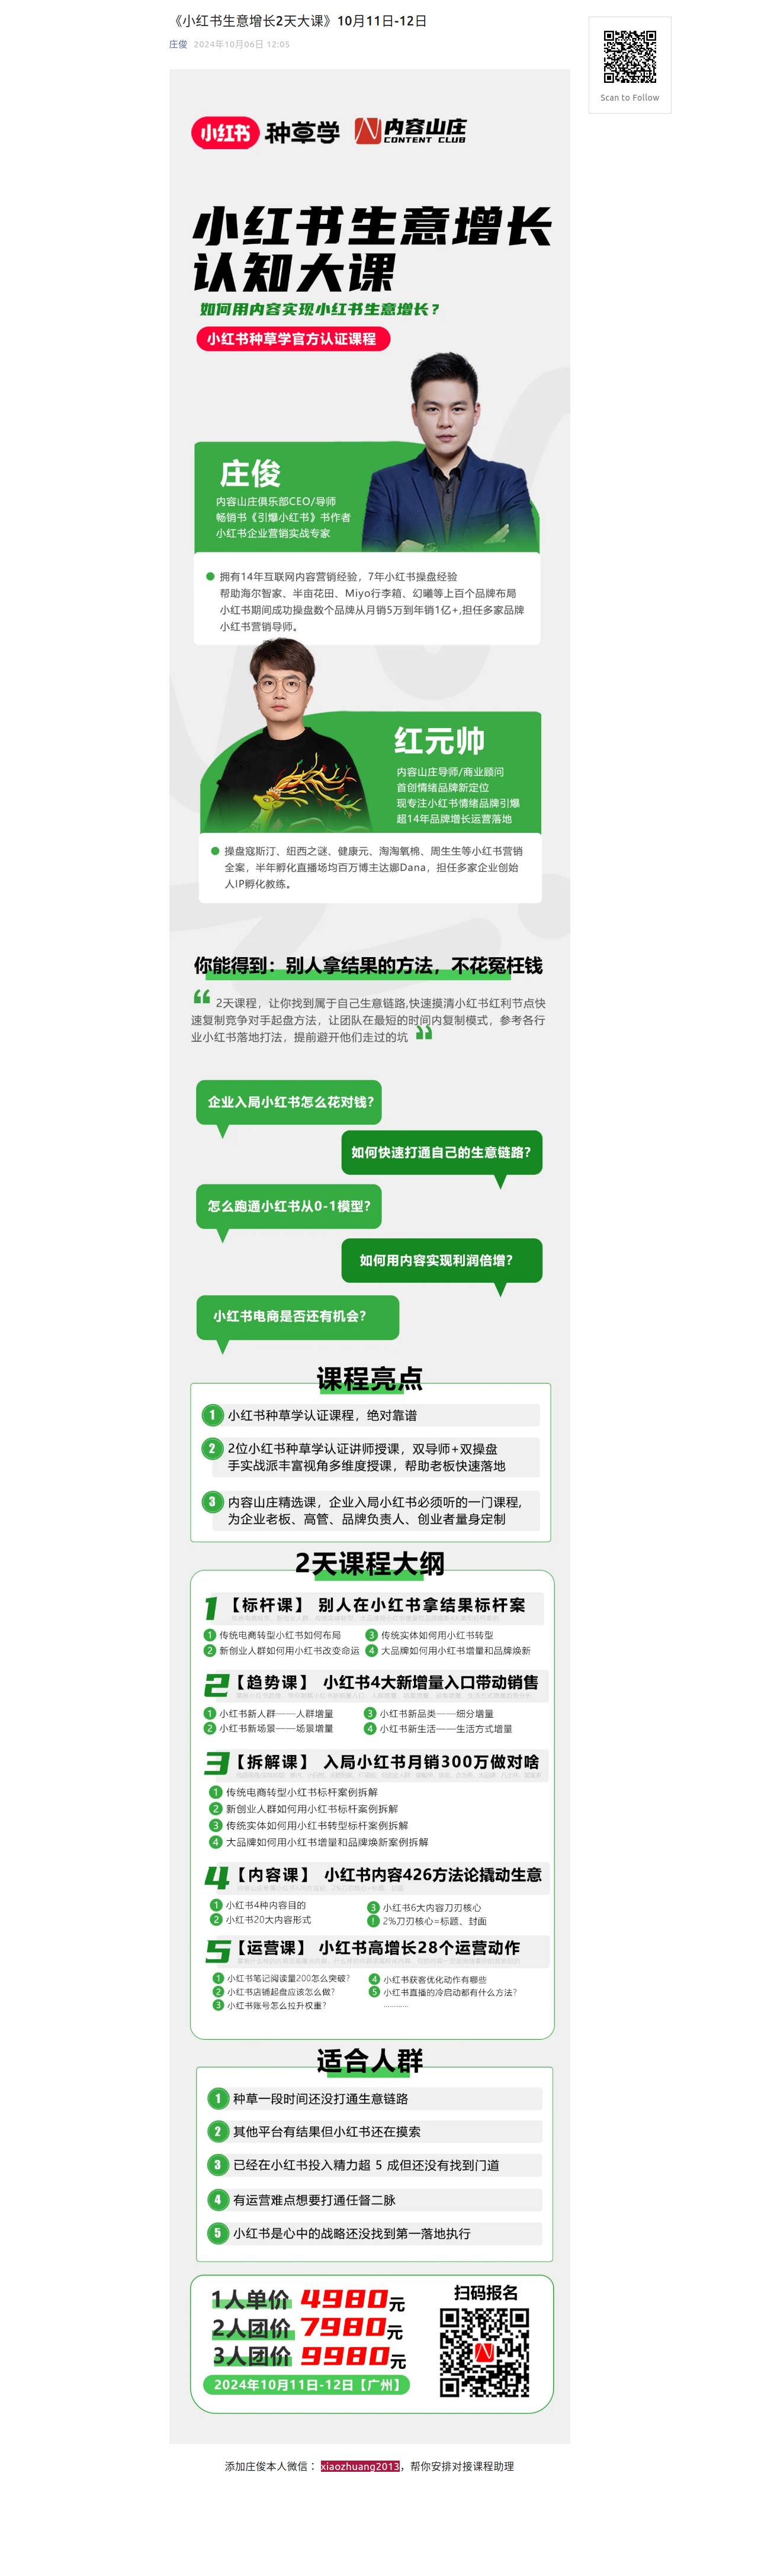 《小红书生意增长2天大课》10月11日-12日
庄俊 2024年10月06日 12:05
Scan to Follow
小红书 种草学 内容山庄
CONTENT CLUB
小红书生意增长
认知大课
如何用内容实现小红书生意增长?
小红书种草学官方认证课程
庄俊
内容山庄俱乐部CEO/导师
畅销书《引爆小红书》书作者
小红书企业营销实战专家
拥有14年互联网内容营销经验，7年小红书操盘经验
帮助海尔智家、半亩花田、Miyo行李箱、幻曦等上百个品牌布局
小红书期间成功操盘数个品牌从月销5万到年销1亿+,担任多家品牌
小红书营销导师。
红元帅
内容山庄导师/商业顾问
首创情绪品牌新定位
现专注小红书情绪品牌引爆
超14年品牌增长运营落地
操盘寇斯汀、纽西之谜、健康元、淘淘氧棉、周生生等小红书营销
全案，半年孵化直播场均百万博主达娜Dana，担任多家企业创始
人IP孵化教练。
你能得到：别人拿结果的方法，不花冤枉钱
2天课程，让你找到属于自己生意链路,快速摸清小红书红利节点快
速复制竞争对手起盘方法，让团队在最短的时间内复制模式，参考各行
业小红书落地打法，提前避开他们走过的坑
企业入局小红书怎么花对钱?
如何快速打通自己的生意链路?
怎么跑通小红书从0-1模型?
如何用内容实现利润倍增?
小红书电商是否还有机会?
课程亮点
1 小红书种草学认证课程，绝对靠谱
2 2位小红书种草学认证讲师授课，双导师+双操盘
手实战派丰富视角多维度授课，帮助老板快速落地
3 内容山庄精选课，企业入局小红书必须听的一门课程,
为企业老板、高管、品牌负责人、创业者量身定制
2天课程大纲
1【标杆课】 别人在小红书拿结果标杆案
1 传统电商转型小红书如何布局 3 传统实体如何用小红书转型
2 新创业人群如何用小红书改变命运 4 大品牌如何用小红书增量和品牌焕新
2【趋势课】 小红书4大新增量入口带动销售
1 小红书新人群——人群增量 3 小红书新品类——细分增量
2 小红书新场景——场景增量 4 小红书新生活——生活方式增量
3【拆解课】 入局小红书月销300万做对啥
1 传统电商转型小红书标杆案例拆解
2 新创业人群如何用小红书标杆案例拆解
3 传统实体如何用小红书转型标杆案例拆解
4 大品牌如何用小红书增量和品牌焕新案例拆解
4【内容课】 小红书内容426方法论撬动生意
1 小红书4种内容目的 3 小红书6大内容刀刃核心
2 小红书20大内容形式 ! 2%刀刃核心=标题、封面
5【运营课】 小红书高增长28个运营动作
1 小红书笔记阅读量200怎么突破? 4 小红书获客优化动作有哪些
2 小红书店铺起盘应该怎么做? 5 小红书直播的冷启动都有什么方法?
3 小红书账号怎么拉升权重? …………
适合人群
1 种草一段时间还没打通生意链路
2 其他平台有结果但小红书还在摸索
3 已经在小红书投入精力超 5 成但还没有找到门道
4 有运营难点想要打通任督二脉
5 小红书是心中的战略还没找到第一落地执行
1人单价 4980元
2人团价 7980元
3人团价 9980元
2024年10月11日-12日【广州】
扫码报名
添加庄俊本人微信： xiaozhuang2013，帮你安排对接课程助理